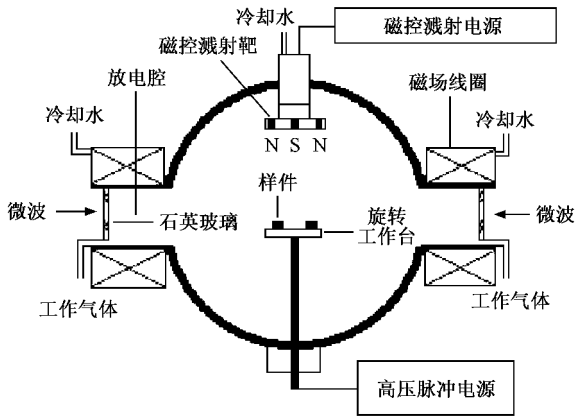 冷却水
磁控溅射电源
磁控溅射靶
放电腔
磁场线圈
冷却水
冷却水
N S N
样件
微波
石英玻璃
旋转
工作台
微波
工作气体
工作气体
高压脉冲电源